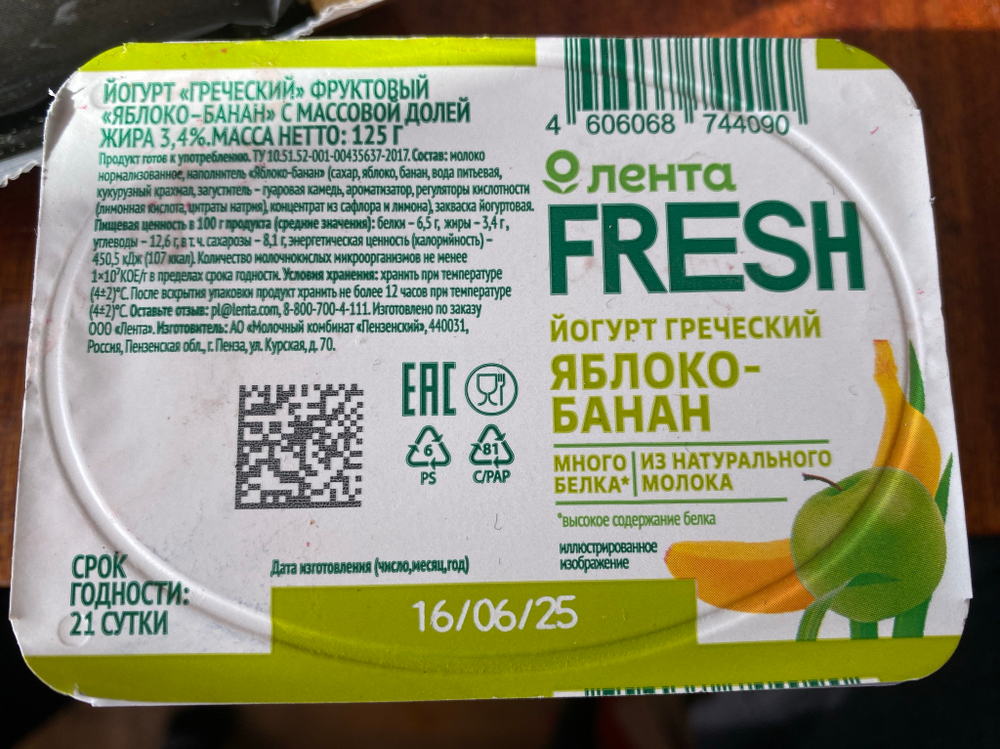 ЙОГУРТ «ГРЕЧЕСКИЙ» ФРУКТОВЫЙ
«ЯБЛОКО–БАНАН» С МАССОВОЙ ДОЛЕЙ
ЖИРА 3,4%.МАССА НЕТТО: 125 Г
Продукт готов к употреблению. ТУ 10.51.52-001-00435637-2017. Состав: молоко
нормализованное, наполнитель «Яблоко-банан» (сахар, яблоко, банан, вода питьевая,
кукурузный крахмал, загуститель – гуаровая камедь, ароматизатор, регуляторы кислотности
(лимонная кислота, цитраты натрия), концентрат из сафлора и лимона), закваска йогуртовая.
Пищевая ценность в 100 г продукта (средние значения): белки – 6,5 г, жиры – 3,4 г,
углеводы – 12,6 г, в т. ч. сахарозы – 8,1 г, энергетическая ценность (калорийность) –
450,5 кДж (107 ккал). Количество молочнокислых микроорганизмов не менее
1×10⁷КОЕ/г в пределах срока годности. Условия хранения: хранить при температуре
(4±2)°С. После вскрытия упаковки продукт хранить не более 12 часов при температуре
(4±2)°С. Оставьте отзыв: pl@lenta.com, 8-800-700-4-111. Изготовлено по заказу
ООО «Лента». Изготовитель: АО «Молочный комбинат «Пензенский», 440031,
Россия, Пензенская обл., г. Пенза, ул. Курская, д. 70.
EAC
6
PS
81
C/PAP
СРОК
ГОДНОСТИ:
21 СУТКИ
Дата изготовления (число,месяц,год)
16/06/25
4 606068 744090
лента
FRESH
ЙОГУРТ ГРЕЧЕСКИЙ
ЯБЛОКО-
БАНАН
МНОГО
БЕЛКА*
ИЗ НАТУРАЛЬНОГО
МОЛОКА
*высокое содержание белка
иллюстрированное
изображение